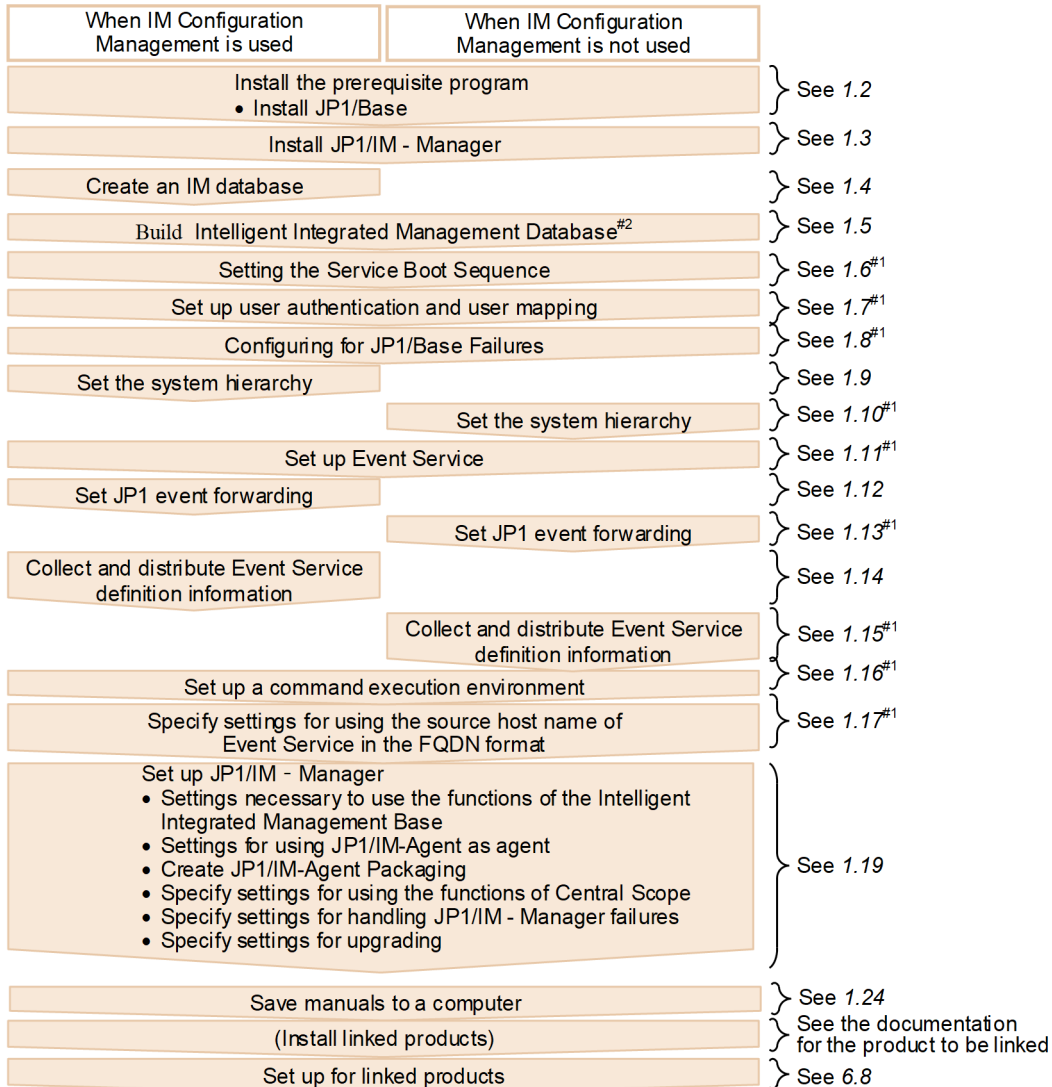 When IM Configuration
Management is used
When IM Configuration
Management is not used
Install the prerequisite program
• Install JP1/Base
See 1.2
Install JP1/IM - Manager
See 1.3
Create an IM database
See 1.4
Build Intelligent Integrated Management Database#2
See 1.5
Setting the Service Boot Sequence
See 1.6#1
Set up user authentication and user mapping
See 1.7#1
Configuring for JP1/Base Failures
See 1.8#1
Set the system hierarchy
See 1.9
Set the system hierarchy
See 1.10#1
Set up Event Service
See 1.11#1
Set JP1 event forwarding
See 1.12
Set JP1 event forwarding
See 1.13#1
Collect and distribute Event Service
definition information
See 1.14
Collect and distribute Event Service
definition information
See 1.15#1
Set up a command execution environment
See 1.16#1
Specify settings for using the source host name of
Event Service in the FQDN format
See 1.17#1
Set up JP1/IM - Manager
• Settings necessary to use the functions of the Intelligent
Integrated Management Base
• Settings for using JP1/IM-Agent as agent
• Create JP1/IM-Agent Packaging
• Specify settings for using the functions of Central Scope
• Specify settings for handling JP1/IM - Manager failures
• Specify settings for upgrading
See 1.19
Save manuals to a computer
See 1.24
(Install linked products)
See the documentation
for the product to be linked
Set up for linked products
See 6.8